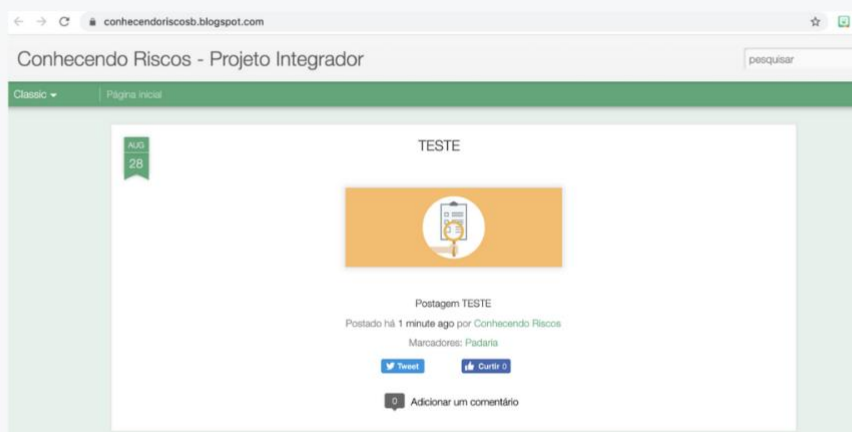 conhecendoriscosb.blogspot.com
Conhecendo Riscos - Projeto Integrador
pesquisar
Classic
Página inicial
AUG
28
TESTE
Postagem TESTE
Postado há 1 minute ago por Conhecendo Riscos
Marcadores: Padaria
Tweet
Curtir 0
0 Adicionar um comentário